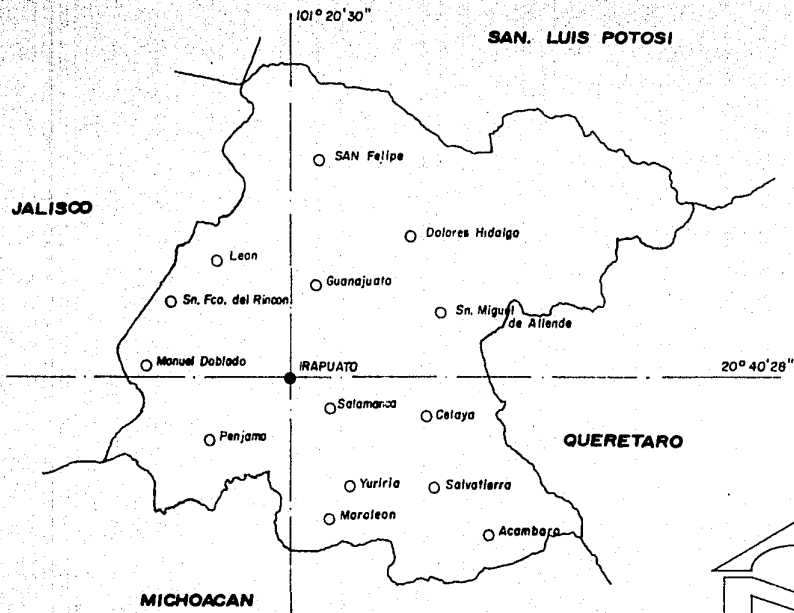 101° 20' 30"
SAN. LUIS POTOSI
SAN Felipe
JALISCO
Dolores Hidalgo
Leon
Guanajuato
Sn. Fco. del Rincon
Sn. Miguel
de Allende
Manuel Doblado
IRAPUATO
20° 40' 28"
Salamanca
Celaya
Penjamo
QUERETARO
Yuriria
Salvatierra
Moroleon
Acambaro
MICHOACAN